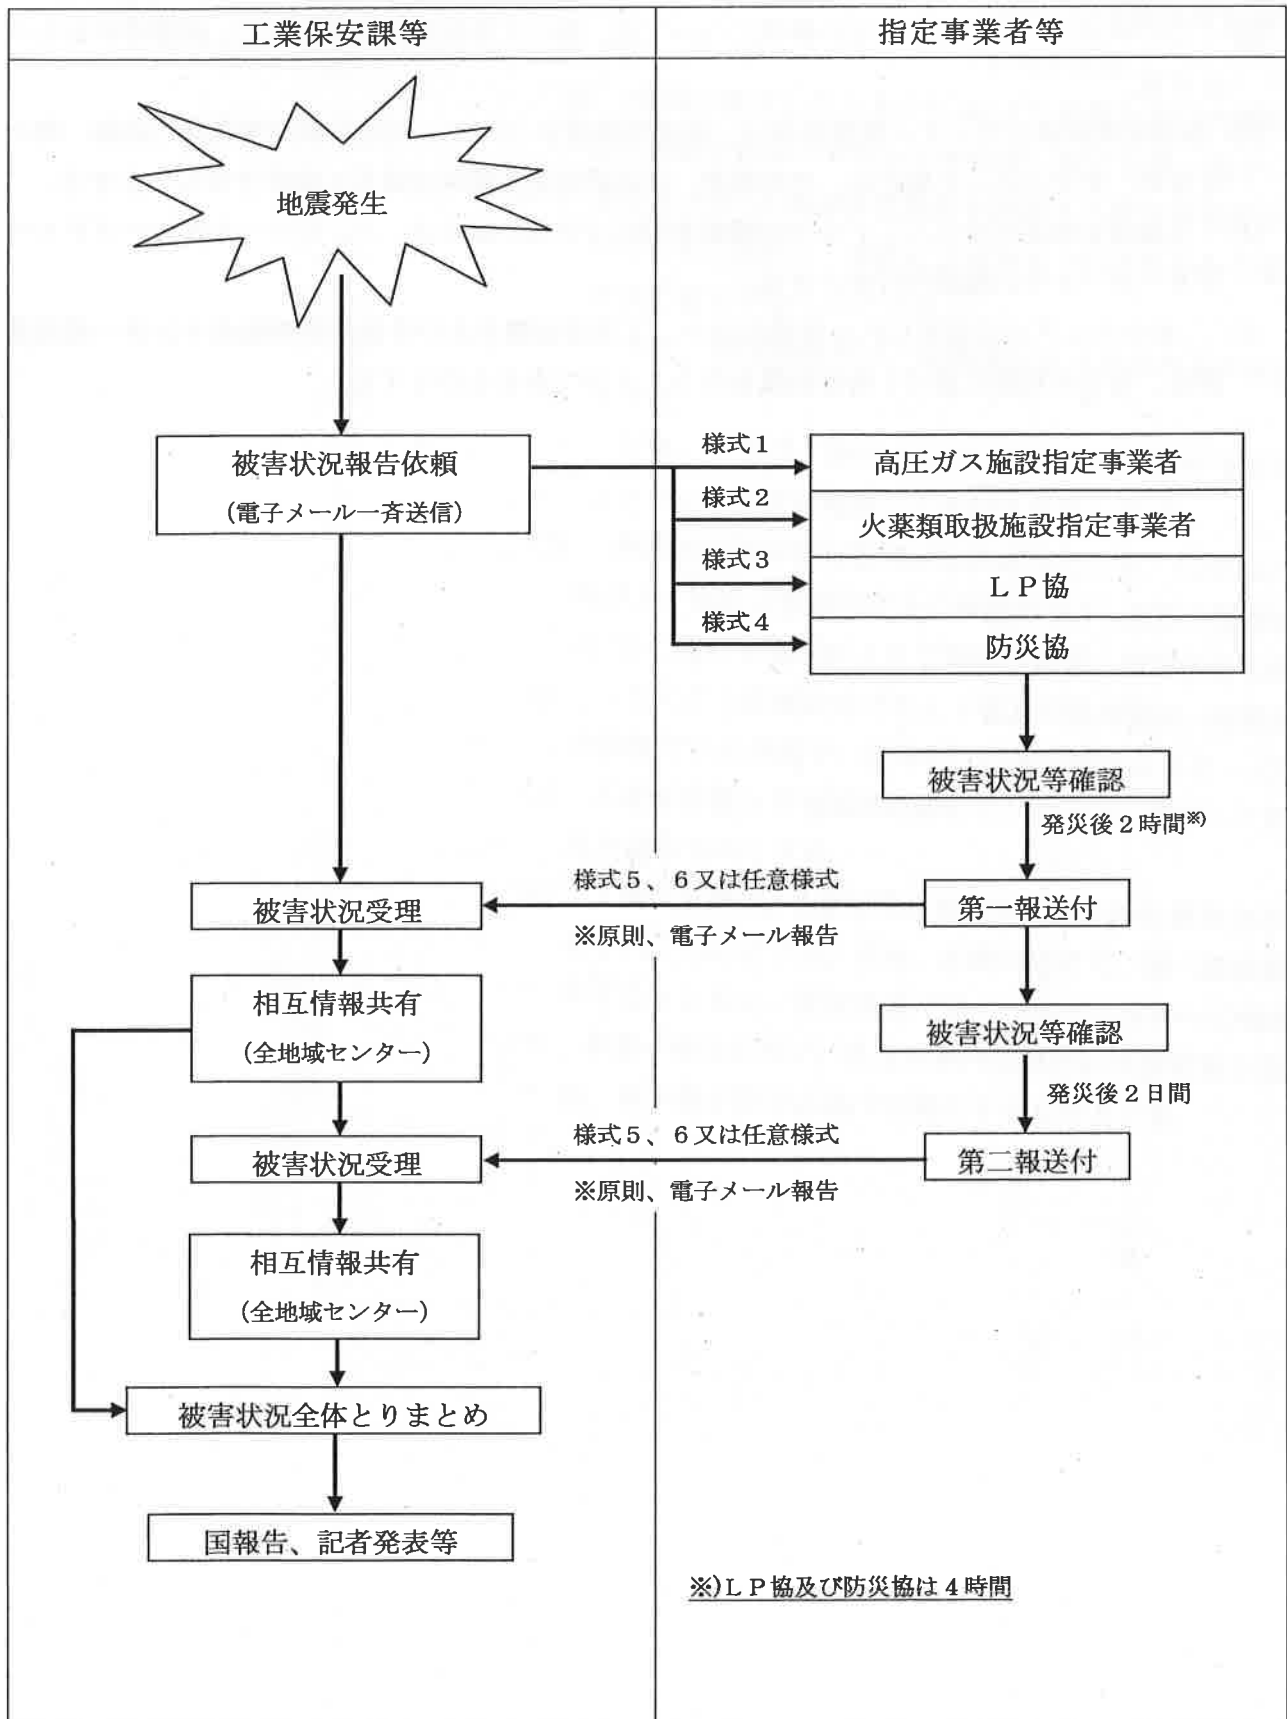 工業保安課等
指定事業者等
地震発生
被害状況報告依頼
(電子メール一斉送信)
様式1
高圧ガス施設指定事業者
様式2
火薬類取扱施設指定事業者
様式3
LP協
様式4
防災協
被害状況等確認
発災後2時間※)
様式5、6又は任意様式
被害状況受理
第一報送付
※原則、電子メール報告
相互情報共有
(全地域センター)
被害状況等確認
発災後2日間
様式5、6又は任意様式
被害状況受理
第二報送付
※原則、電子メール報告
相互情報共有
(全地域センター)
被害状況全体とりまとめ
国報告、記者発表等
※)LP協及び防災協は4時間